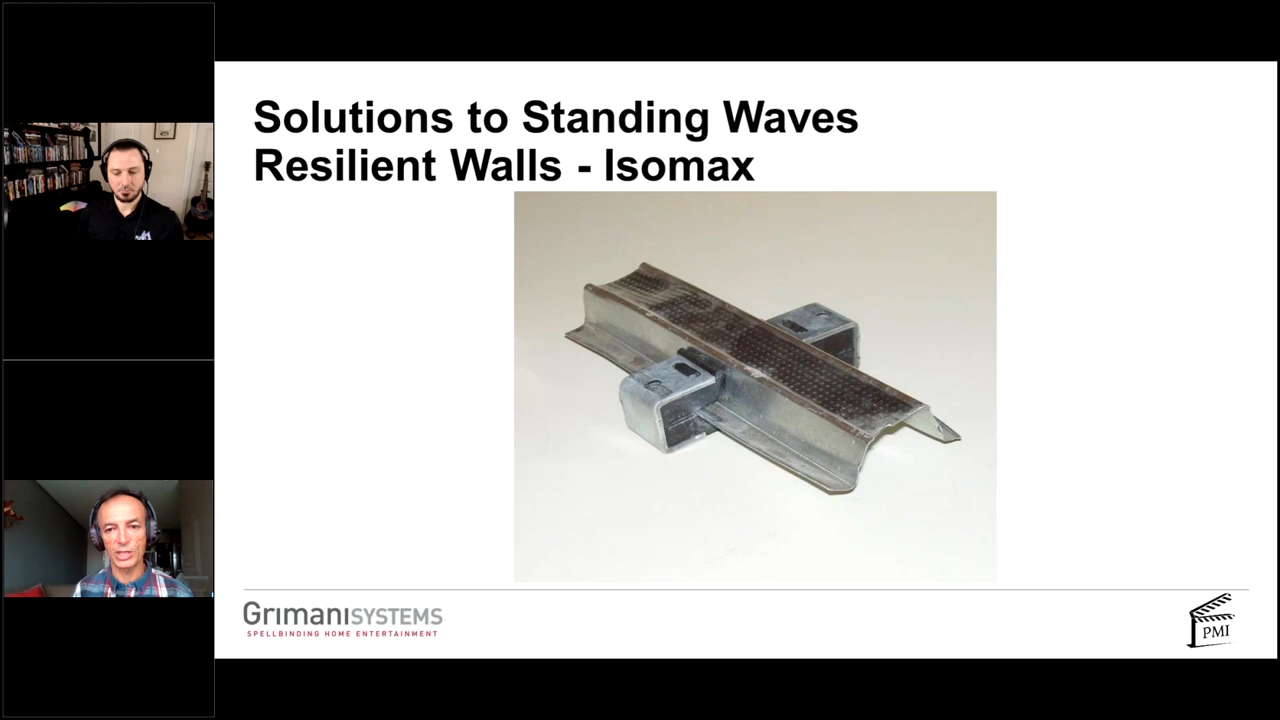 Solutions to Standing Waves
Resilient Walls - Isomax
GrimaniSYSTEMS
SPELLBINDING HOME ENTERTAINMENT
PMI